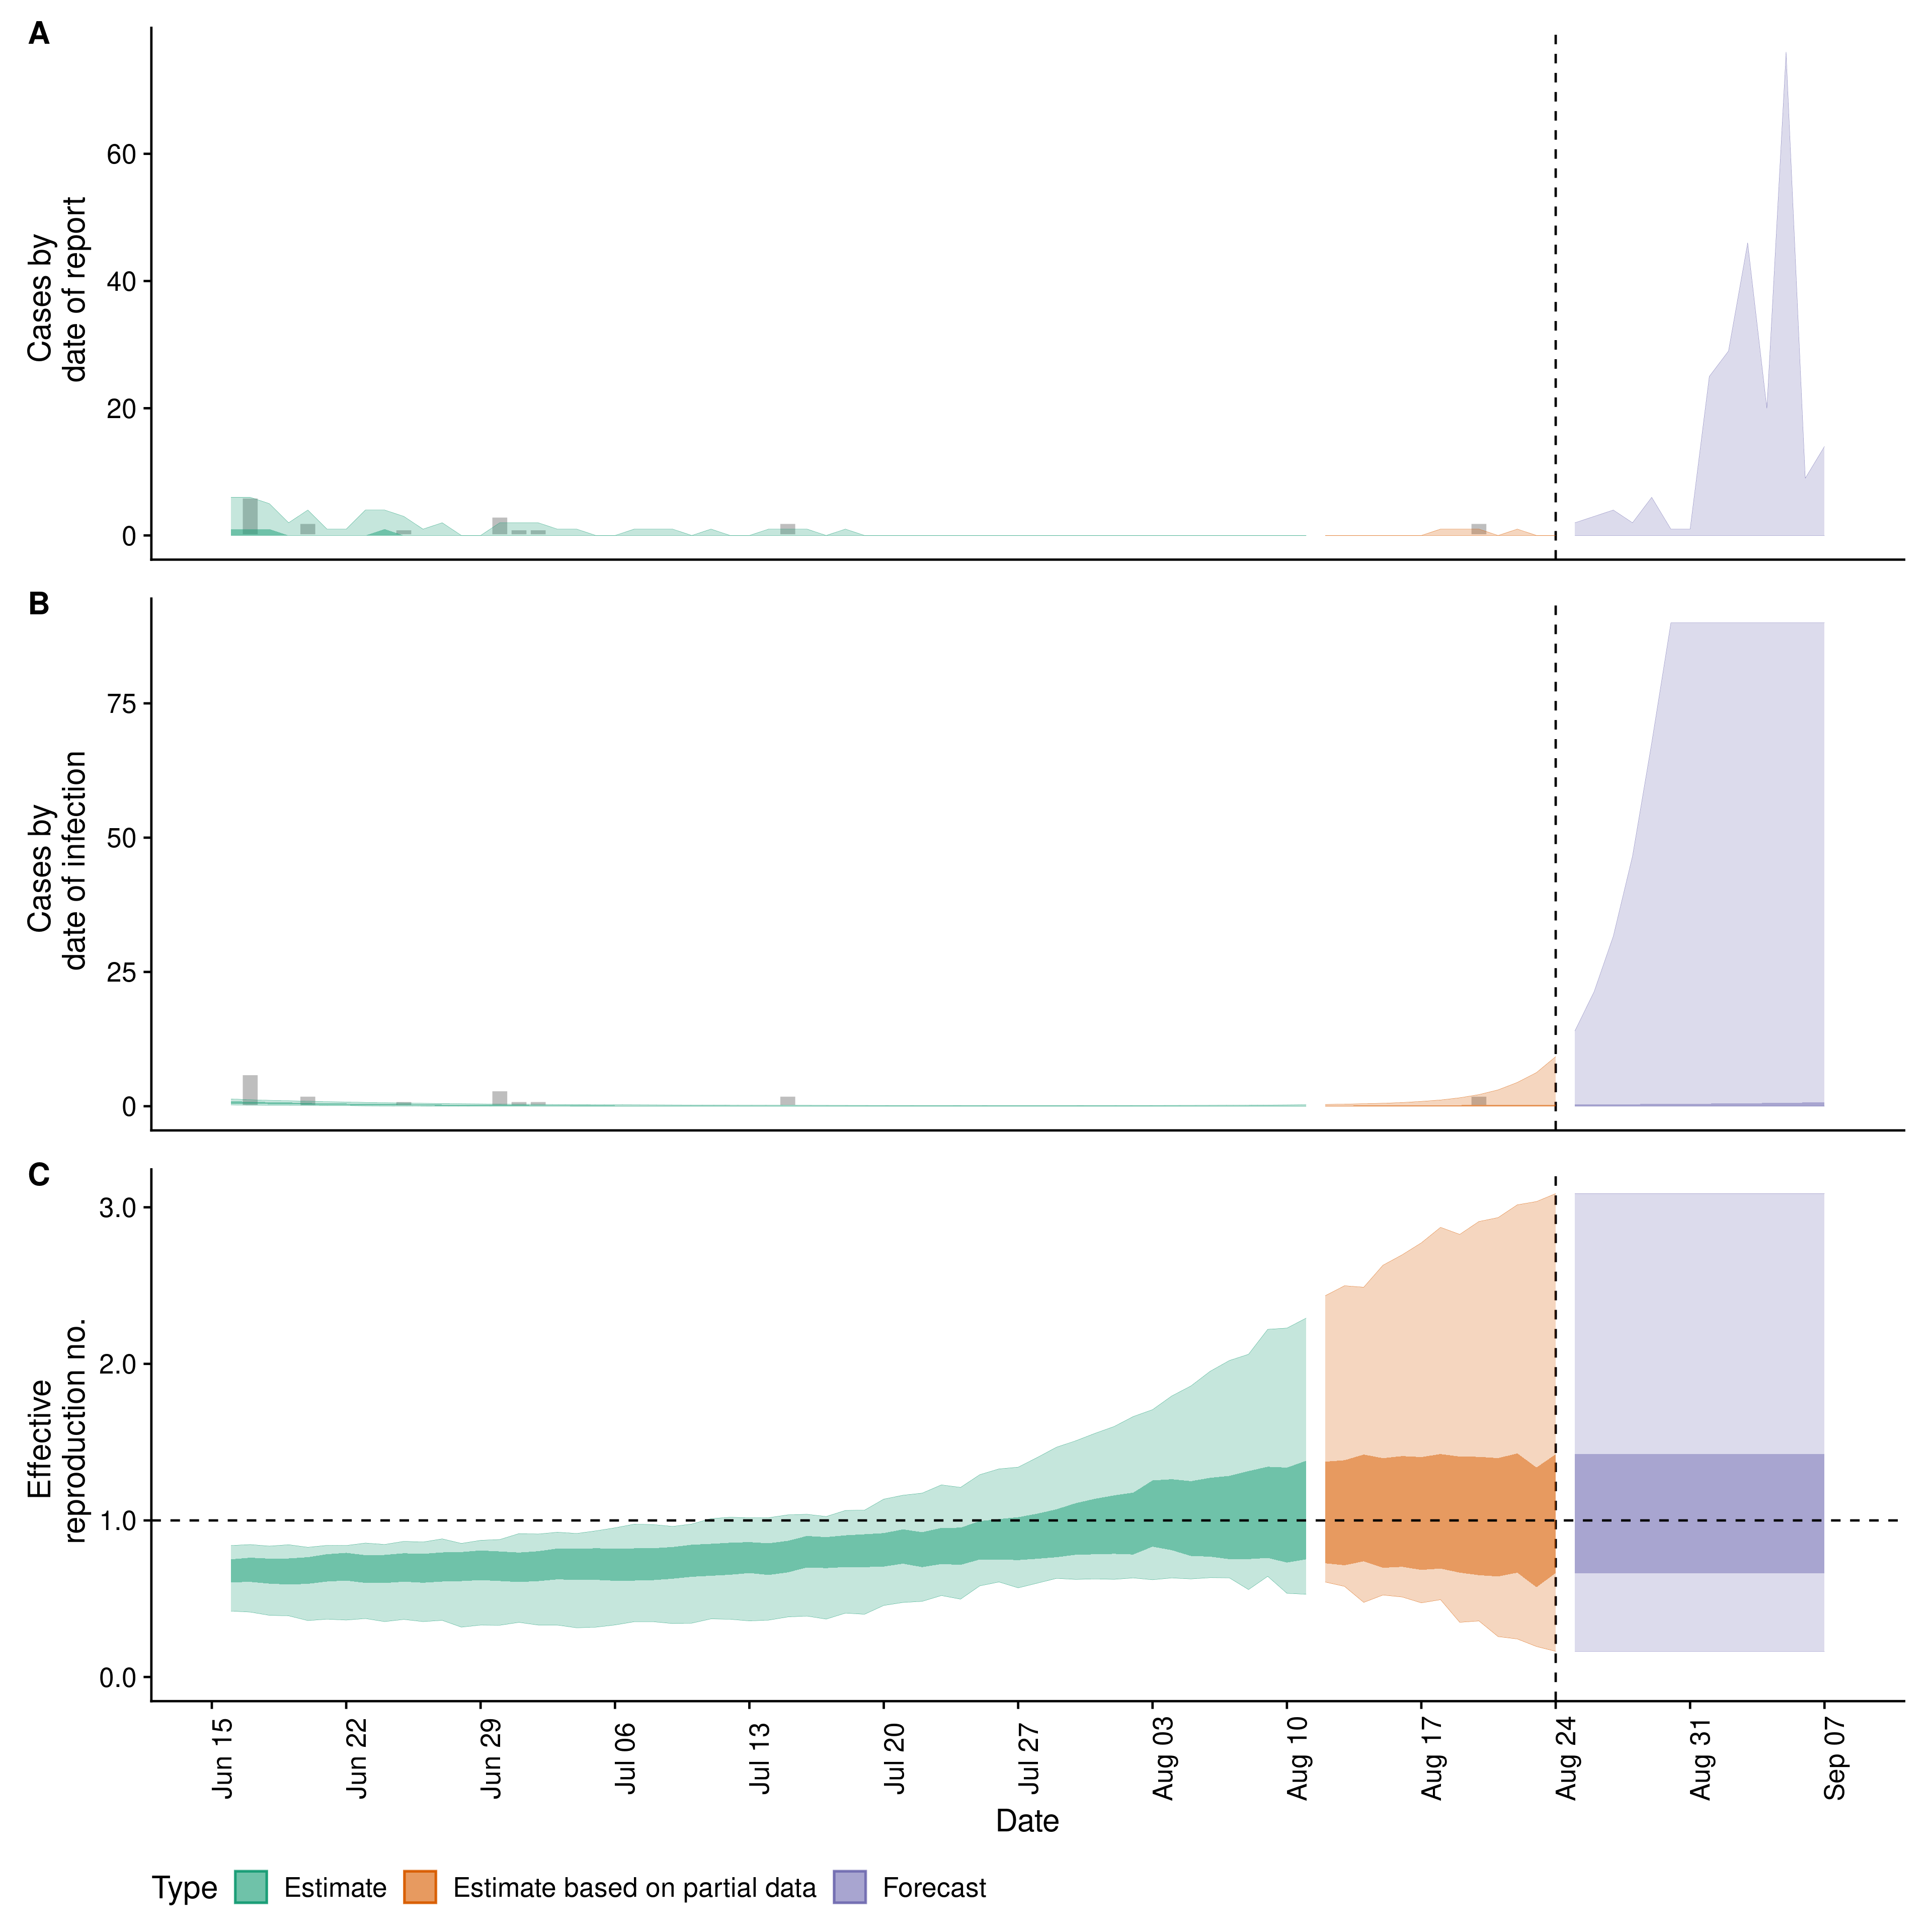 A
Cases by
date of report
60
40
20
0
B
Cases by
date of infection
75
50
25
0
C
Effective
reproduction no.
3.0
2.0
1.0
0.0
Jun 15
Jun 22
Jun 29
Jul 06
Jul 13
Jul 20
Jul 27
Aug 03
Aug 10
Aug 17
Aug 24
Aug 31
Sep 07
Date
Type Estimate Estimate based on partial data Forecast